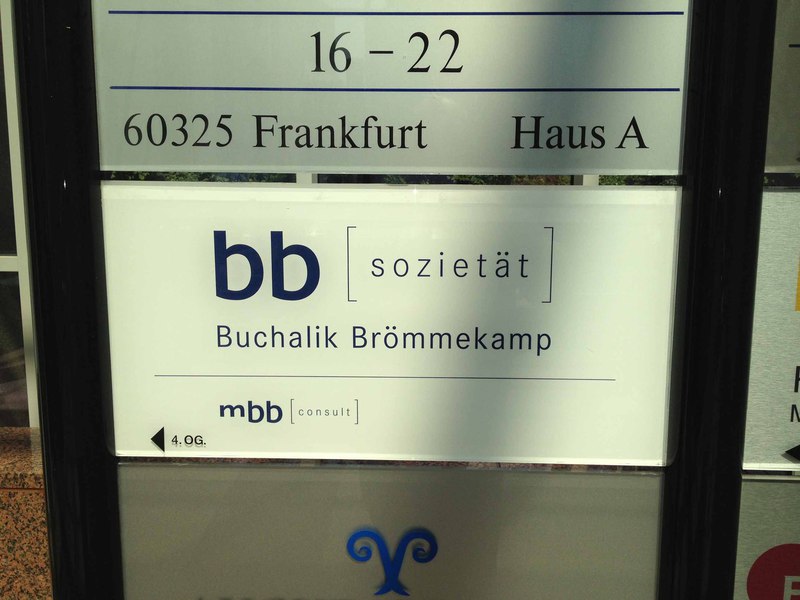 16 – 22
60325 Frankfurt Haus A
bb [sozietät]
Buchalik Brömmekamp
mbb [consult]
4. OG.